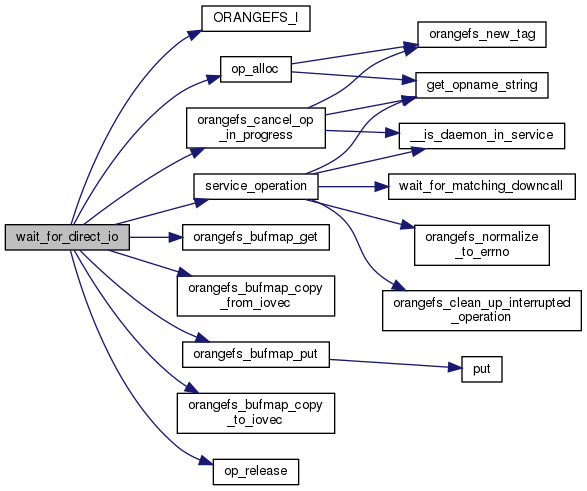 wait_for_direct_io
ORANGEFS_I
op_alloc
orangefs_cancel_op
_in_progress
service_operation
orangefs_bufmap_get
orangefs_bufmap_copy
_from_iovec
orangefs_bufmap_put
orangefs_bufmap_copy
_to_iovec
op_release
orangefs_new_tag
get_opname_string
__is_daemon_in_service
wait_for_matching_downcall
orangefs_normalize
_to_errno
orangefs_clean_up_interrupted
_operation
put